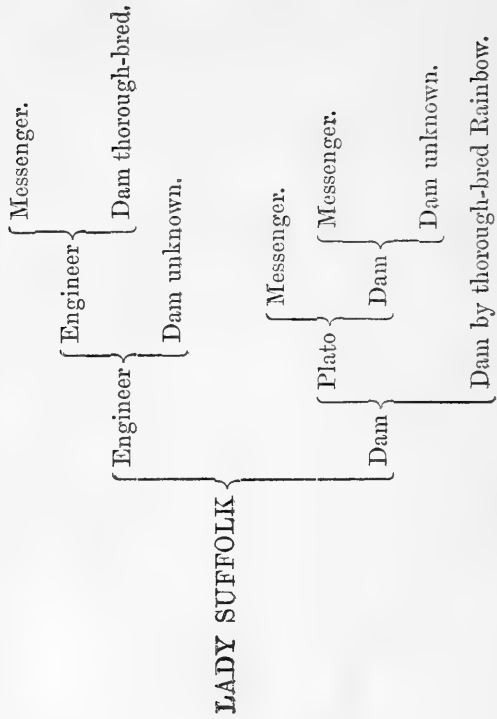 Messenger.
Engineer
Dam thorough-bred.
Engineer
Dam unknown.
LADY SUFFOLK
Messenger.
Plato
Messenger.
Dam
Dam unknown.
Dam
Dam by thorough-bred Rainbow.